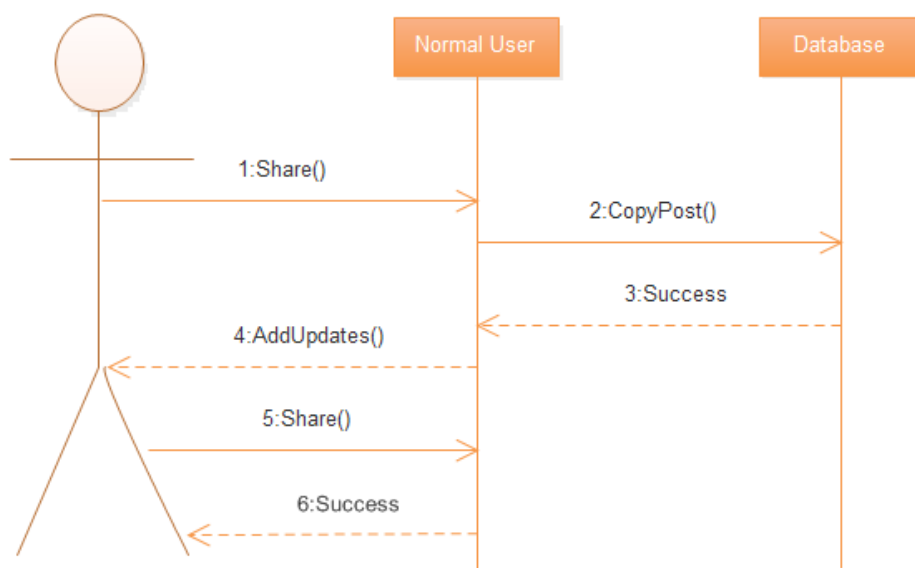 Normal User
Database
1:Share()
2:CopyPost()
3:Success
4:AddUpdates()
5:Share()
6:Success